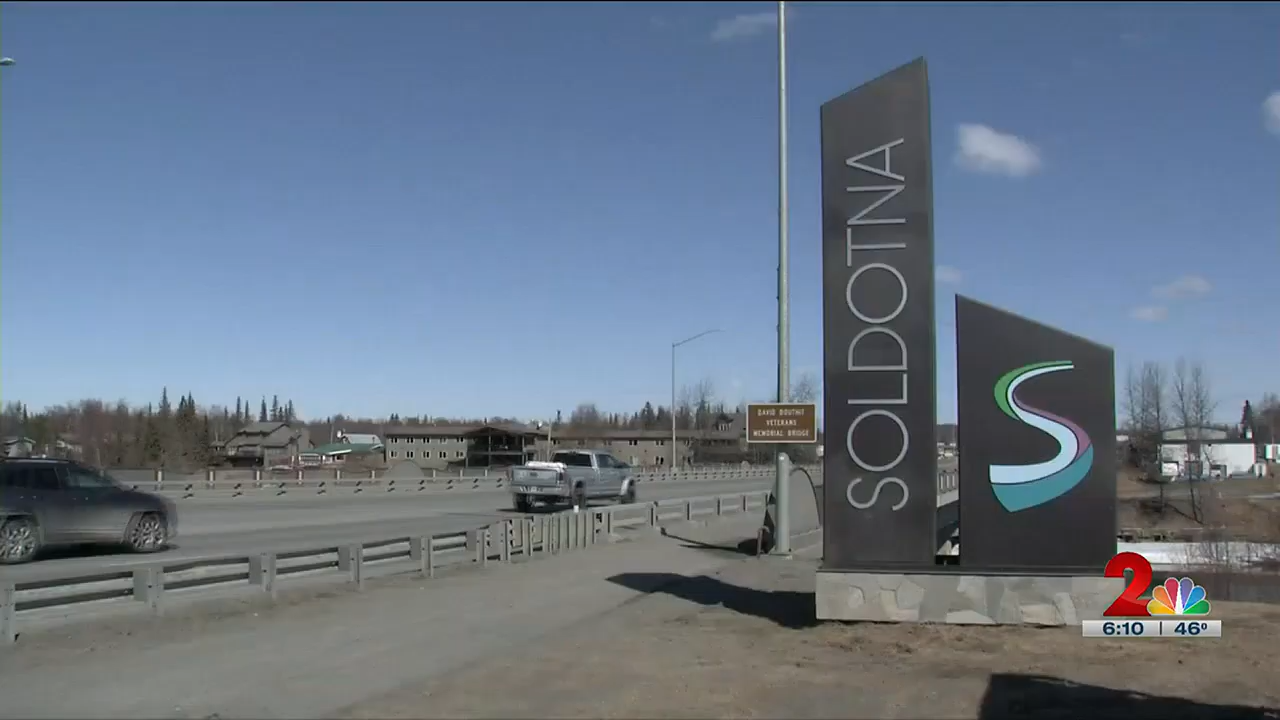 SOLDOTNA
S
DAVID DOUTHIT
VETERANS
MEMORIAL BRIDGE
2
6:10 | 46°